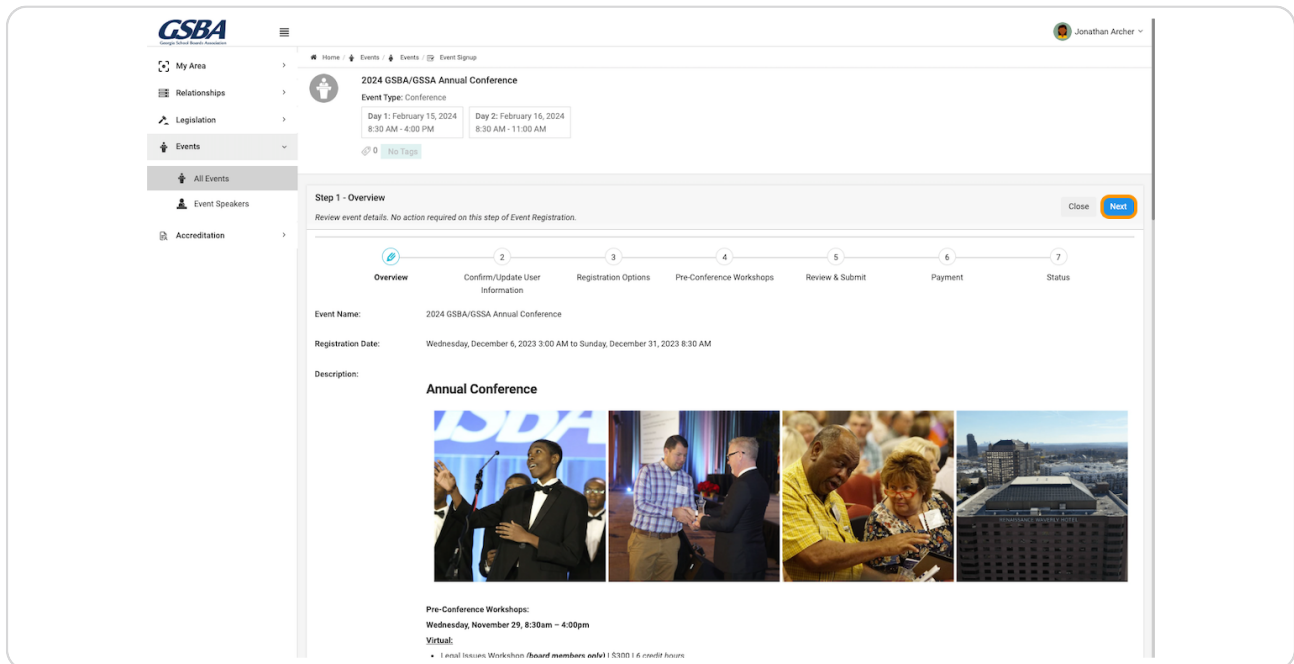 GSBA
Georgia School Boards Association
Jonathan Archer
My Area
Relationships
Legislation
Events
All Events
Event Speakers
Accreditation
Home / Events / Events / Event Signup
2024 GSBA/GSSA Annual Conference
Event Type: Conference
Day 1: February 15, 2024
8:30 AM - 4:00 PM
Day 2: February 16, 2024
8:30 AM - 11:00 AM
0 No Tags
Step 1 - Overview
Review event details. No action required on this step of Event Registration.
Close
Next
Overview
2
Confirm/Update User
Information
3
Registration Options
4
Pre-Conference Workshops
5
Review & Submit
6
Payment
7
Status
Event Name: 2024 GSBA/GSSA Annual Conference
Registration Date: Wednesday, December 6, 2023 3:00 AM to Sunday, December 31, 2023 8:30 AM
Description:
Annual Conference
GSBA
RENAISSANCE WAVERLY HOTEL
Pre-Conference Workshops:
Wednesday, November 29, 8:30am – 4:00pm
Virtual:
• Legal Issues Workshop (board members only) | $300 | 6 credit hours